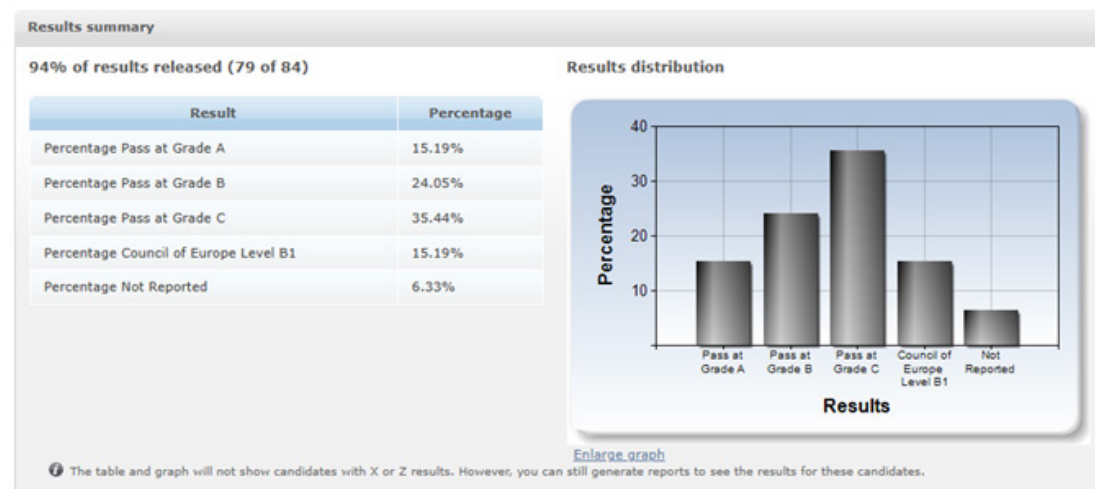 Results summary
94% of results released (79 of 84)
Result Percentage
Percentage Pass at Grade A 15.19%
Percentage Pass at Grade B 24.05%
Percentage Pass at Grade C 35.44%
Percentage Council of Europe Level B1 15.19%
Percentage Not Reported 6.33%
Results distribution
40
30
20
10
Percentage
Pass at
Grade A
Pass at
Grade B
Pass at
Grade C
Council of
Europe
Level B1
Not
Reported
Results
Enlarge graph
The table and graph will not show candidates with X or Z results. However, you can still generate reports to see the results for these candidates.